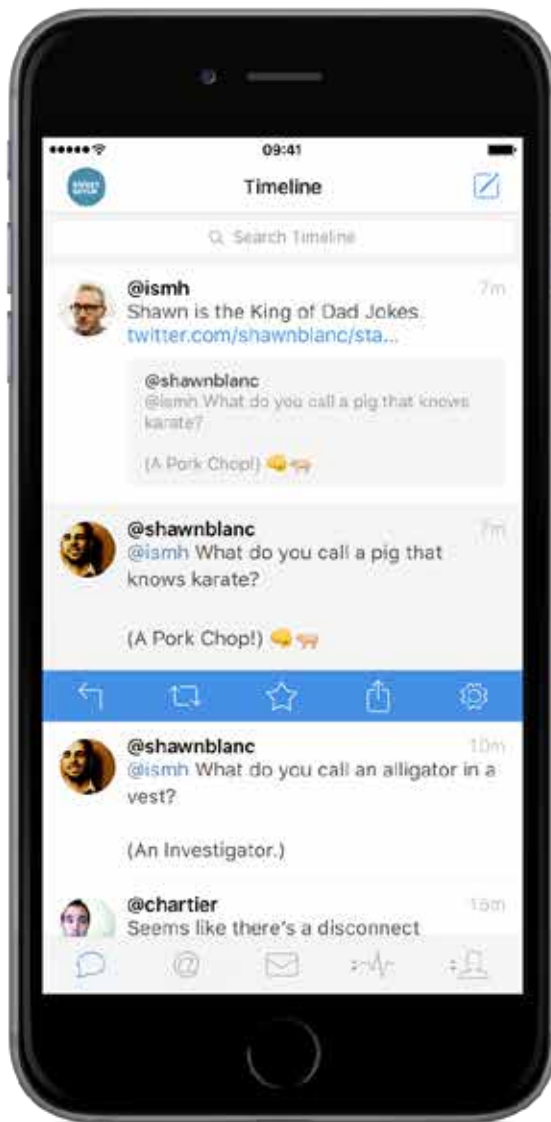 09:41
Timeline
Search Timeline
@ismh 7m
Shawn is the King of Dad Jokes.
twitter.com/shawnblanc/sta...
@shawnblanc
@ismh What do you call a pig that knows
karate?
(A Pork Chop!) 👊🐖
@shawnblanc 7m
@ismh What do you call a pig that
knows karate?
(A Pork Chop!) 👊🐖
@shawnblanc 10m
@ismh What do you call an alligator in a
vest?
(An Investigator.)
@chartier 15m
Seems like there's a disconnect
@